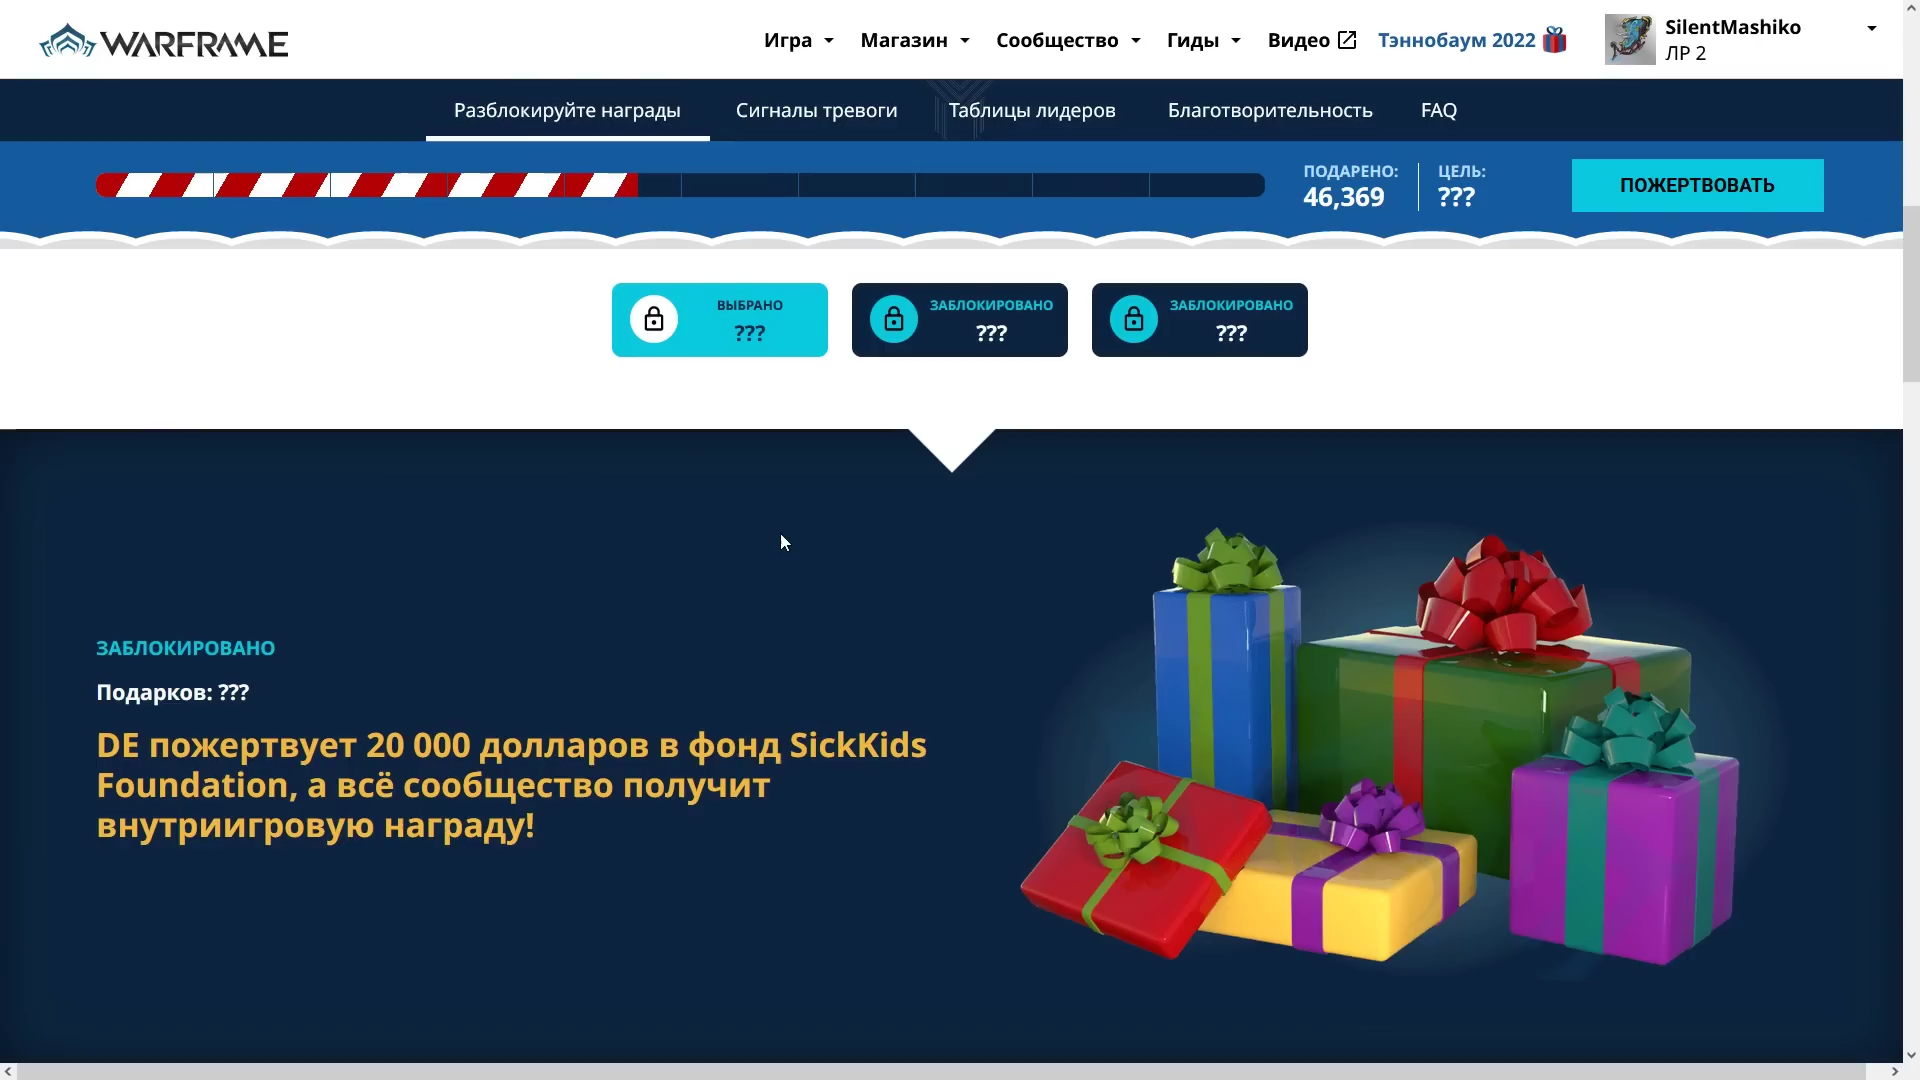 WARFRAME
Игра
Магазин
Сообщество
Гиды
Видео
Тэннобаум 2022
SilentMashiko
ЛР 2
Разблокируйте награды
Сигналы тревоги
Таблицы лидеров
Благотворительность
FAQ
ПОДАРЕНО:
46,369
ЦЕЛЬ:
???
ПОЖЕРТВОВАТЬ
ВЫБРАНО
???
ЗАБЛОКИРОВАНО
???
ЗАБЛОКИРОВАНО
???
ЗАБЛОКИРОВАНО
Подарков: ???
DE пожертвует 20 000 долларов в фонд SickKids
Foundation, а всё сообщество получит
внутриигровую награду!